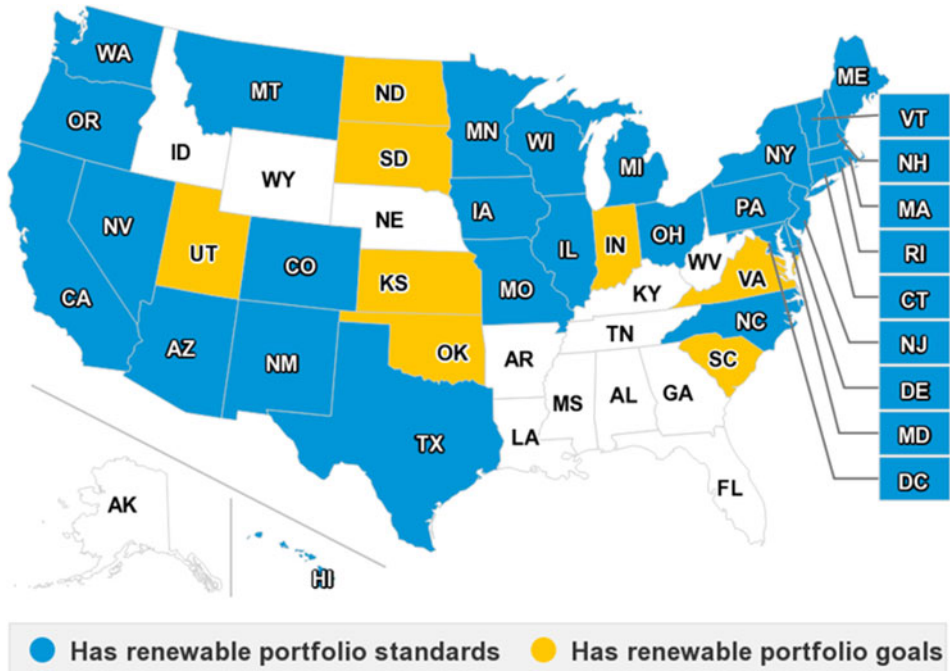 WA
MT
ND
ME
OR
MN
VT
ID
SD
WI
NY
NH
WY
MI
MA
NE
IA
PA
NV
IL
IN
OH
RI
UT
CO
WV
CA
KS
MO
KY
VA
CT
AZ
NM
OK
AR
TN
NC
NJ
SC
DE
MS
AL
GA
TX
LA
MD
FL
DC
AK
HI
Has renewable portfolio standards
Has renewable portfolio goals